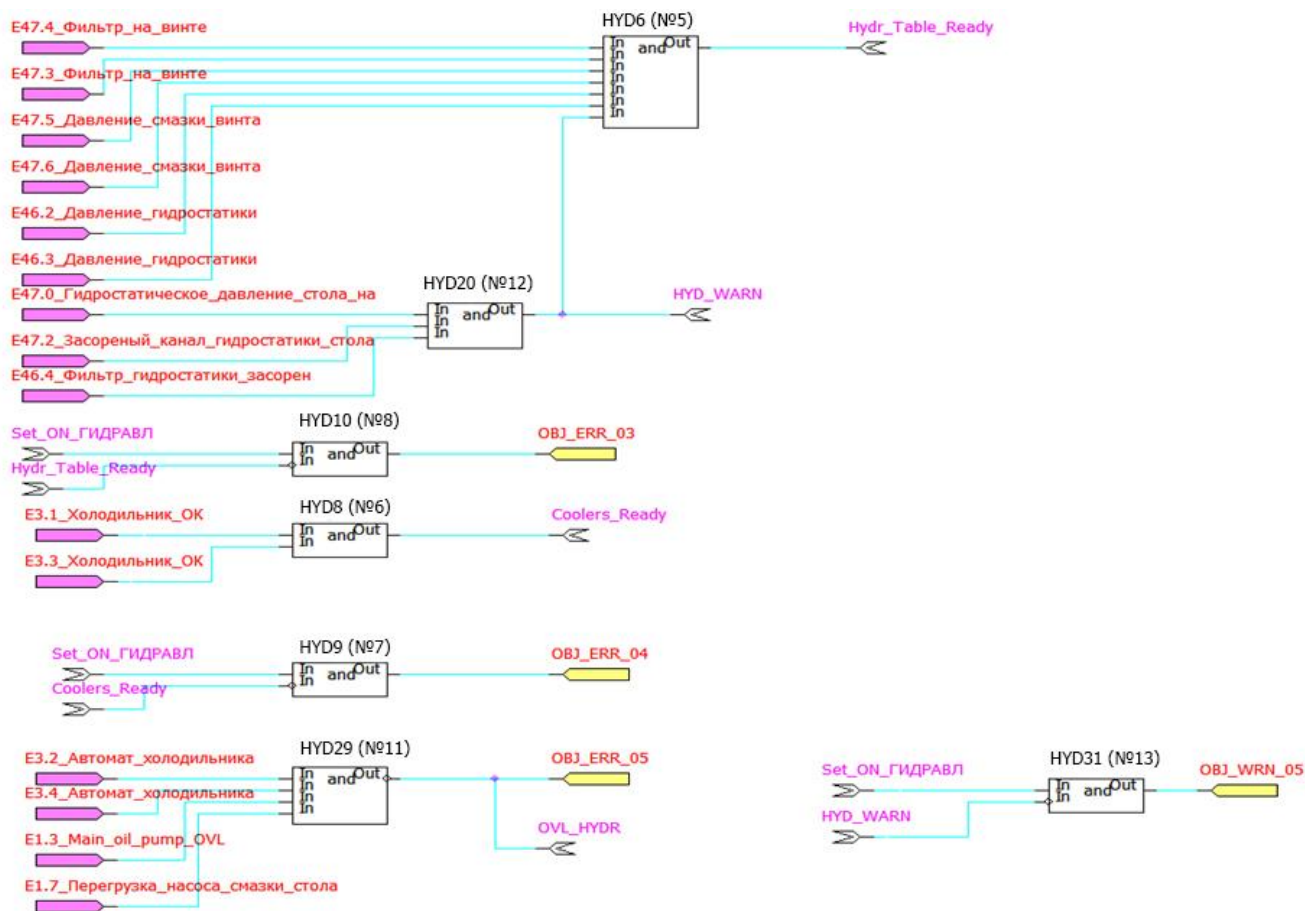 HYD6 (№5)
E47.4_Фильтр_на_винте
In
and
Out
Hydr_Table_Ready
In
In
In
In
In
In
E47.3_Фильтр_на_винте
E47.5_Давление_смазки_винта
E47.6_Давление_смазки_винта
E46.2_Давление_гидростатики
E46.3_Давление_гидростатики
HYD20 (№12)
E47.0_Гидростатическое_давление_стола_на
In
and
Out
HYD_WARN
In
In
E47.2_Засореный_канал_гидростатики_стола
E46.4_Фильтр_гидростатики_засорен
HYD10 (№8)
Set_ON_ГИДРАВЛ
In
and
Out
OBJ_ERR_03
In
Hydr_Table_Ready
HYD8 (№6)
E3.1_Холодильник_OK
In
and
Out
Coolers_Ready
In
E3.3_Холодильник_OK
HYD9 (№7)
Set_ON_ГИДРАВЛ
In
and
Out
OBJ_ERR_04
In
Coolers_Ready
HYD29 (№11)
E3.2_Автомат_холодильника
In
and
Out
OBJ_ERR_05
In
In
In
E3.4_Автомат_холодильника
E1.3_Main_oil_pump_OVL
OVL_HYDR
E1.7_Перегрузка_насоса_смазки_стола
HYD31 (№13)
Set_ON_ГИДРАВЛ
In
and
Out
OBJ_WRN_05
In
HYD_WARN